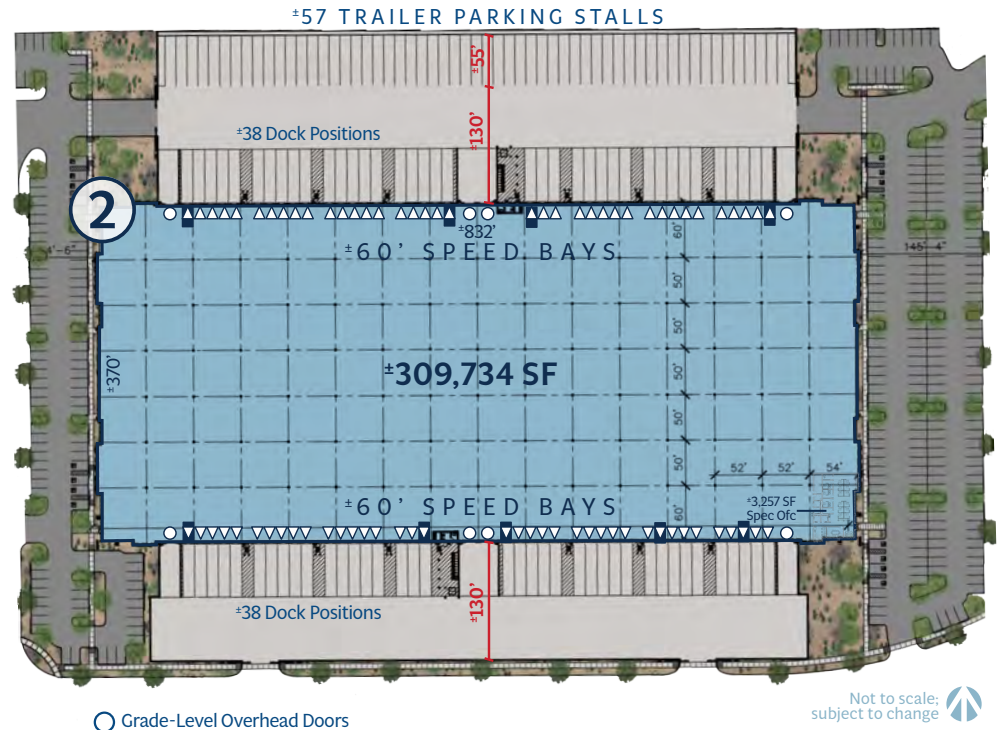 ±57 TRAILER PARKING STALLS
±55'
±130'
±38 Dock Positions
2
±832'
±60' SPEED BAYS
60'
145'-4"
50'
50'
±370'
±309,734 SF
50'
50'
50'
52' 52' 54'
±60' SPEED BAYS
60'
±3,257 SF
Spec Ofc
±38 Dock Positions
±130'
Not to scale;
subject to change
Grade-Level Overhead Doors